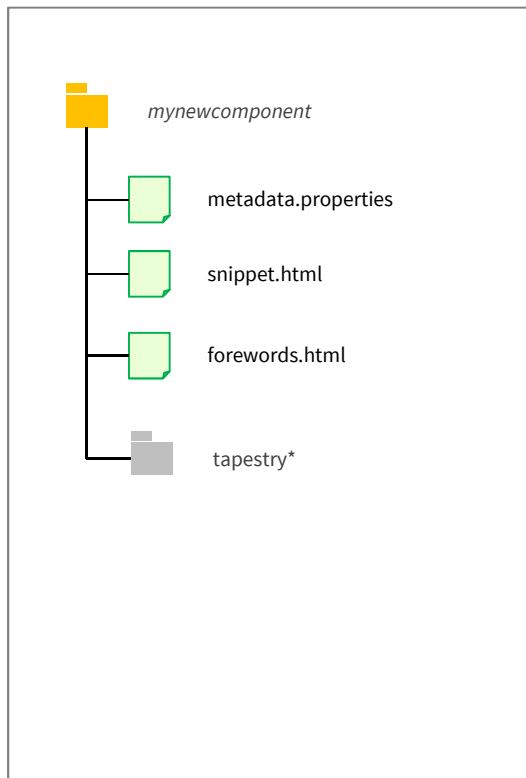 mynewcomponent
metadata.properties
snippet.html
forewords.html
tapestry*